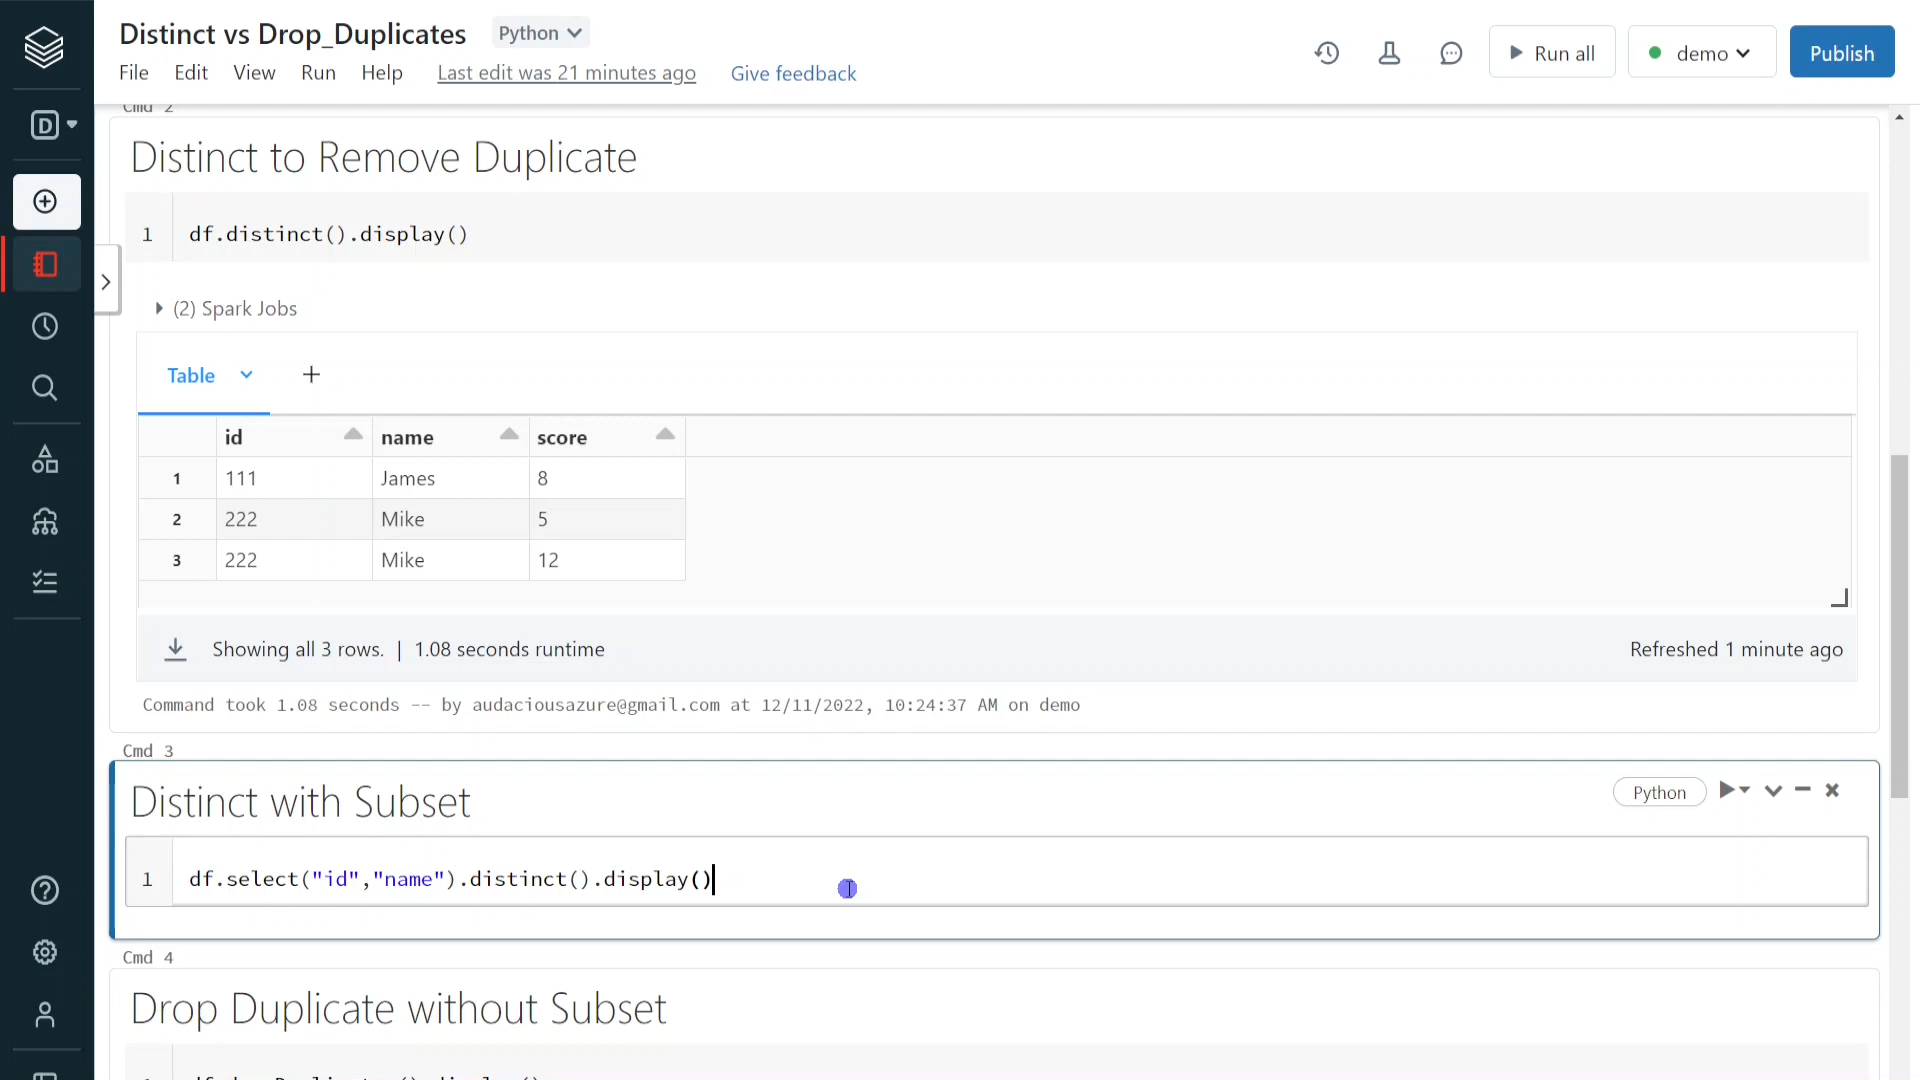 Distinct vs Drop_Duplicates Python
File Edit View Run Help Last edit was 21 minutes ago Give feedback
Run all
demo
Publish
D
Cmd 2
Distinct to Remove Duplicate
1 df.distinct().display()
(2) Spark Jobs
Table +
id name score
1 111 James 8
2 222 Mike 5
3 222 Mike 12
Showing all 3 rows. | 1.08 seconds runtime
Refreshed 1 minute ago
Command took 1.08 seconds -- by audaciousazure@gmail.com at 12/11/2022, 10:24:37 AM on demo
Cmd 3
Distinct with Subset
Python
1 df.select("id","name").distinct().display()
Cmd 4
Drop Duplicate without Subset